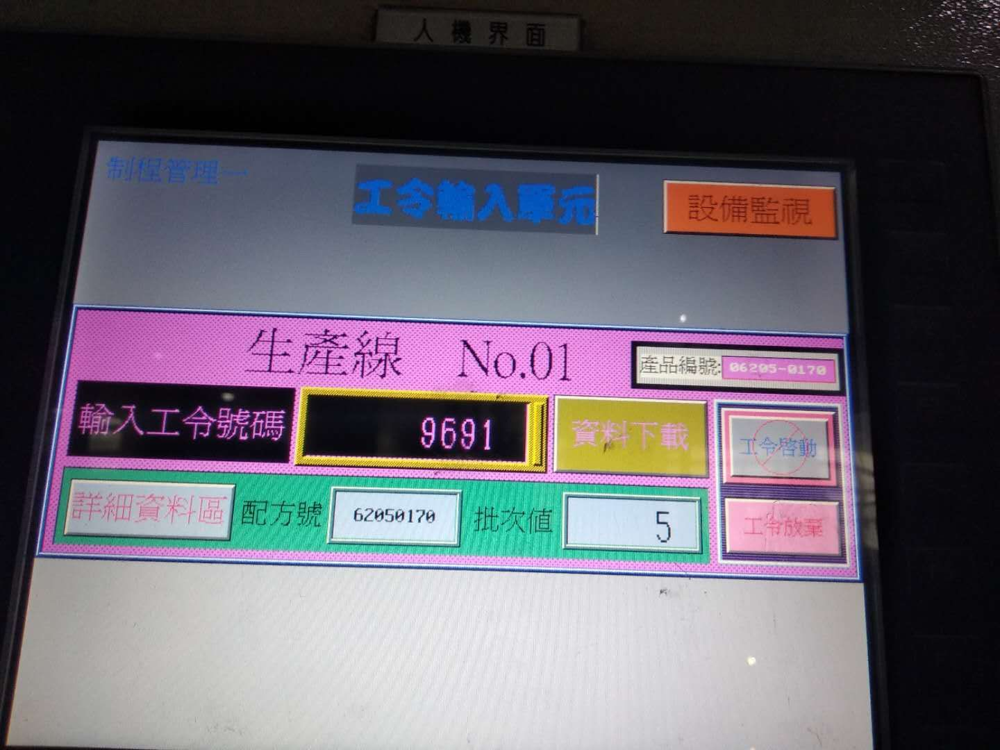 人機界面
制程管理一
工令輸入單元
設備監視
生產線 No.01
產品編號:
06205-0170
輸入工令號碼
9691
資料下載
工令啓動
詳細資料區
配方號
62050170
批次值
5
工令放棄